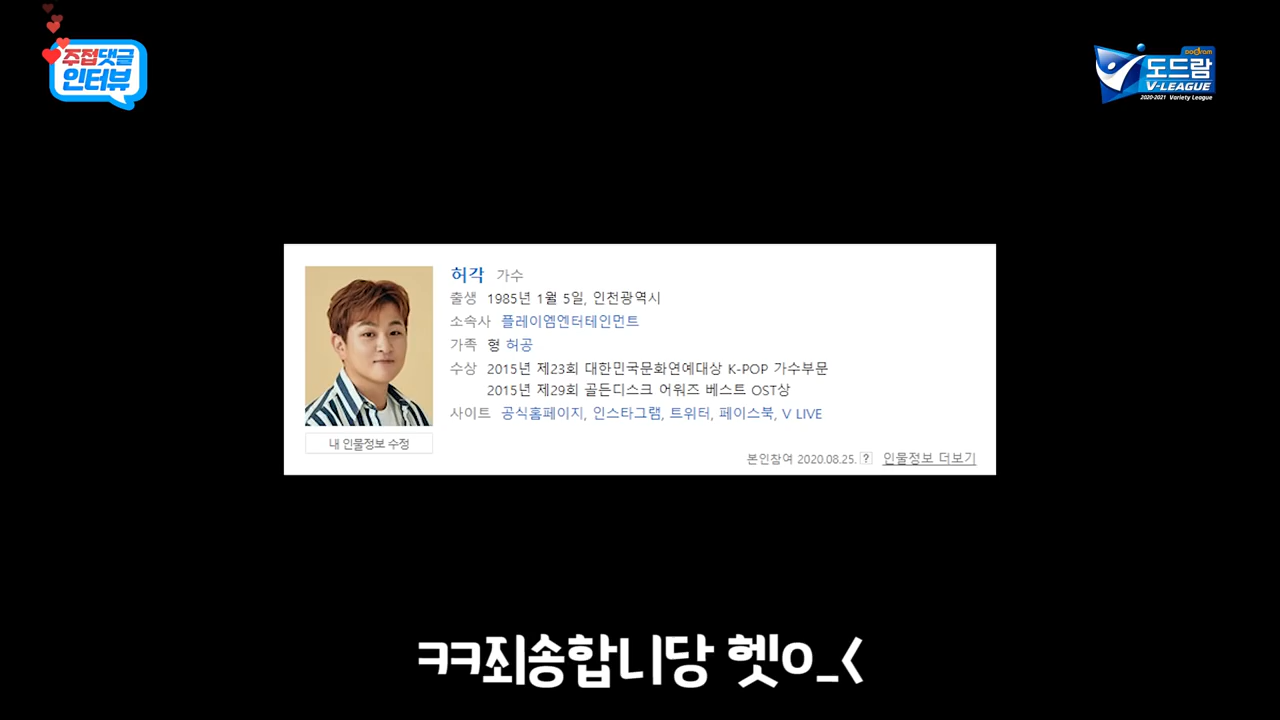 주접댓글
인터뷰
DODRAM
도드람
V-LEAGUE
2020-2021 Variety League
허각 가수
출생 1985년 1월 5일, 인천광역시
소속사 플레이엠엔터테인먼트
가족 형 허공
수상 2015년 제23회 대한민국문화연예대상 K-POP 가수부문
2015년 제29회 골든디스크 어워즈 베스트 OST상
사이트 공식홈페이지, 인스타그램, 트위터, 페이스북, V LIVE
내 인물정보 수정
본인참여 2020.08.25. ? 인물정보 더보기
ㅋㅋ죄송합니당 헷ㅇ_<